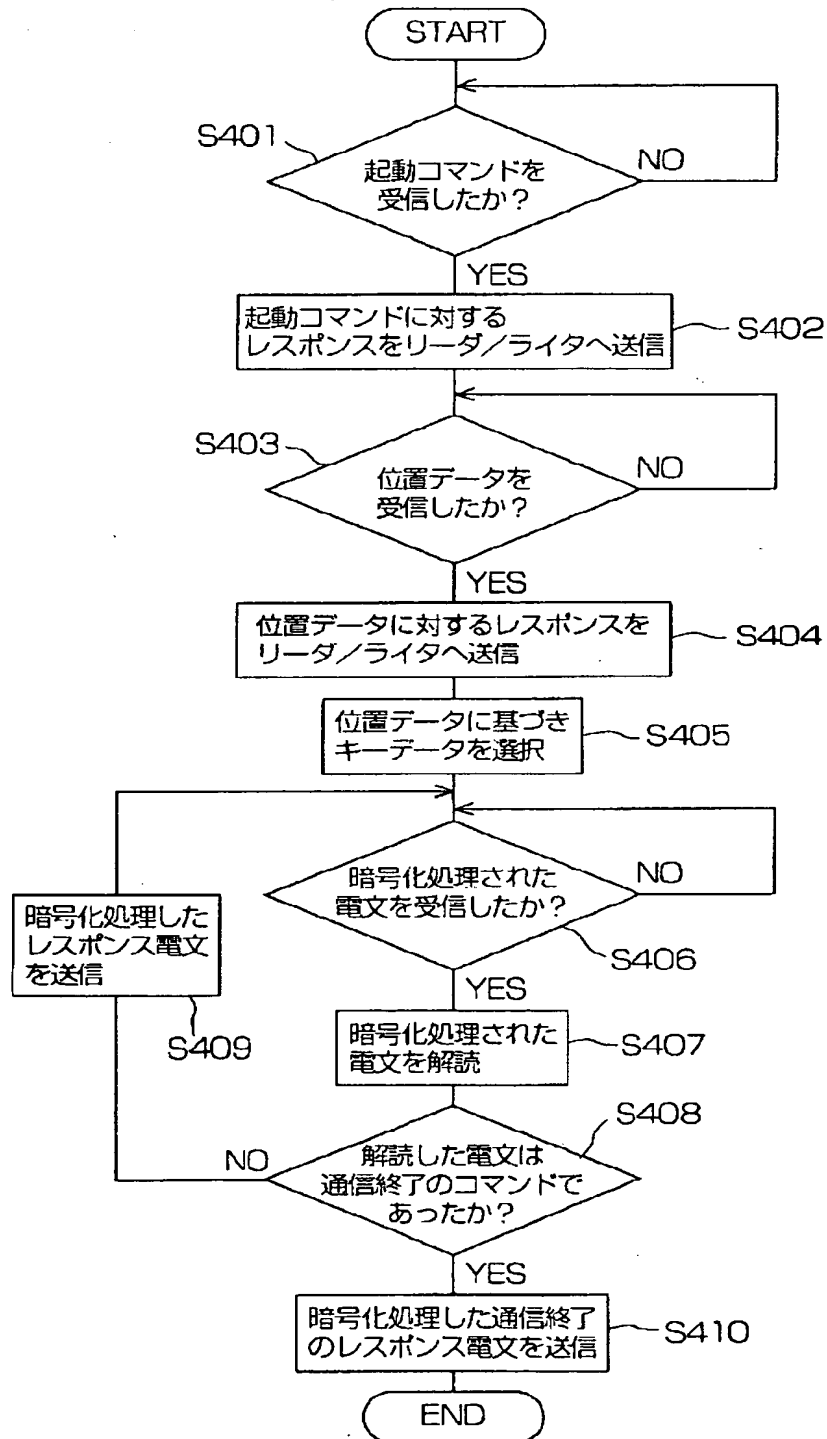 START
S401
起動コマンドを
受信したか？
NO
YES
起動コマンドに対する
レスポンスをリーダ／ライタへ送信
S402
S403
位置データを
受信したか？
NO
YES
位置データに対するレスポンスを
リーダ／ライタへ送信
S404
位置データに基づき
キーデータを選択
S405
暗号化処理された
電文を受信したか？
NO
S406
YES
暗号化処理した
レスポンス電文
を送信
S409
暗号化処理された
電文を解読
S407
S408
解読した電文は
通信終了のコマンドで
あったか？
NO
YES
暗号化処理した通信終了
のレスポンス電文を送信
S410
END